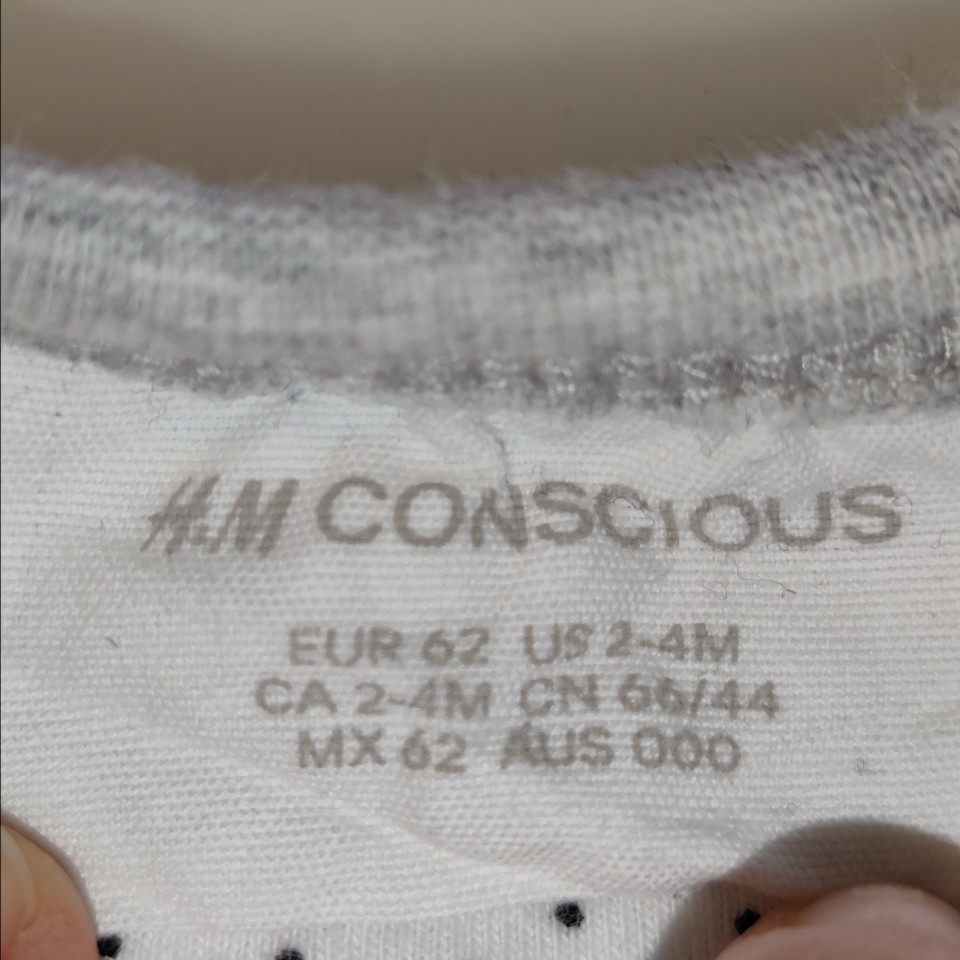 H&M CONSCIOUS
EUR 62 US 2-4M
CA 2-4M CN 66/44
MX 62 AUS 000